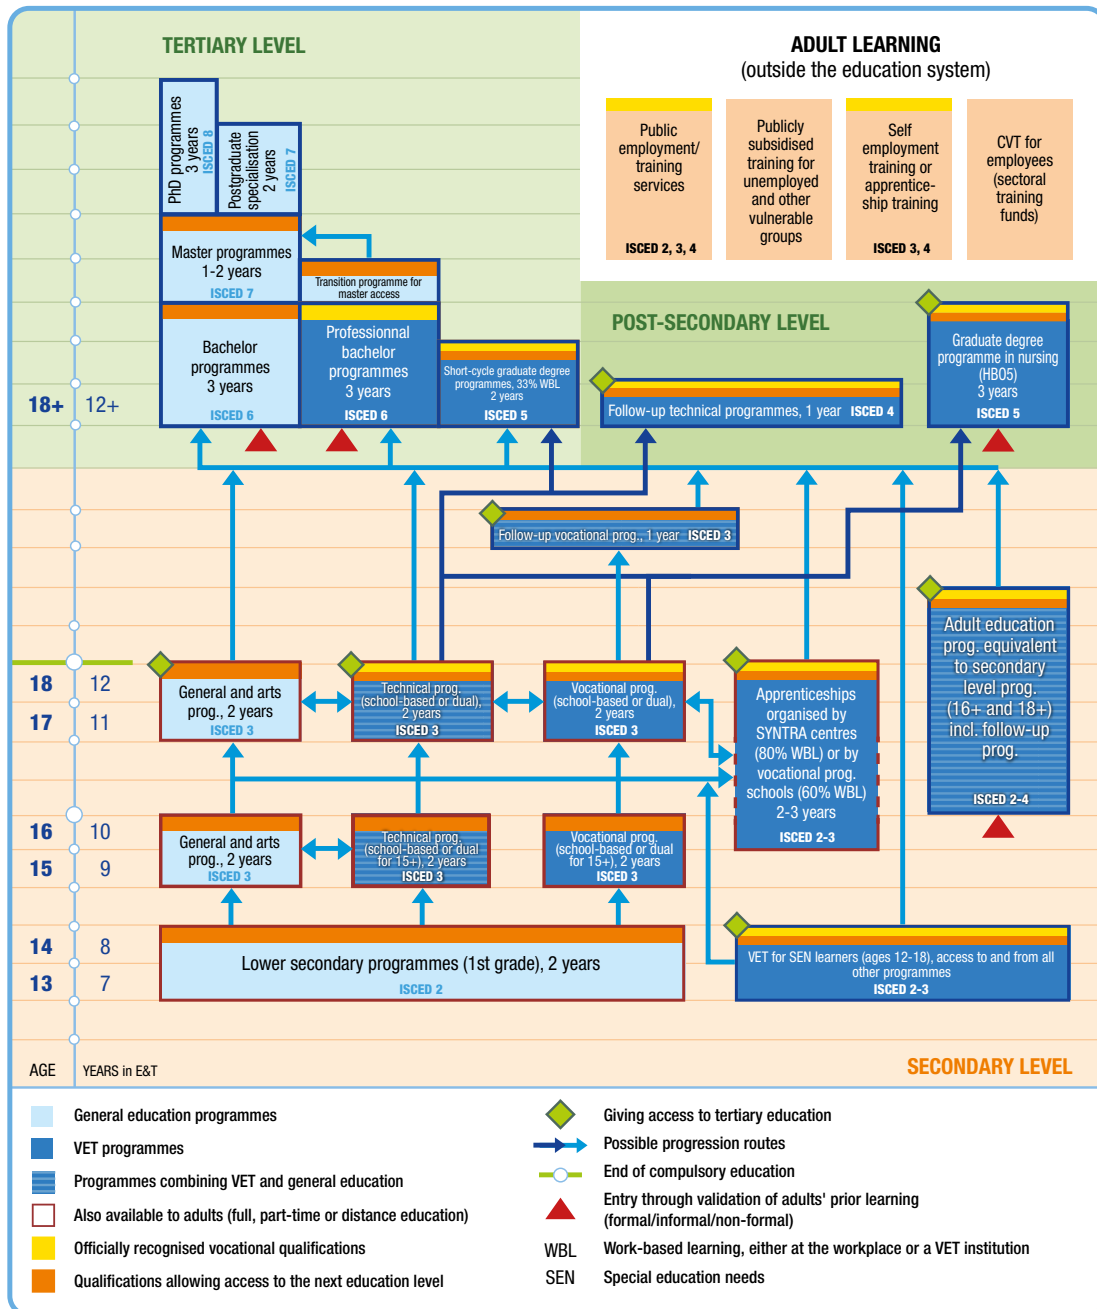 TERTIARY LEVEL
ADULT LEARNING
(outside the education system)
Public
employment/
training
services
ISCED 2, 3, 4
Publicly
subsidised
training for
unemployed
and other
vulnerable
groups
Self
employment
training or
apprentice-
ship training
ISCED 3, 4
CVT for
employees
(sectoral
training
funds)
PhD programmes
3 years
ISCED 8
Postgraduate
specialisation
2 years
ISCED 7
Master programmes
1-2 years
ISCED 7
Transition programme for
master access
Bachelor
programmes
3 years
ISCED 6
Professionnal
bachelor
programmes
3 years
ISCED 6
Short-cycle graduate degree
programmes, 33% WBL
2 years
ISCED 5
POST-SECONDARY LEVEL
Follow-up technical programmes, 1 year ISCED 4
Graduate degree
programme in nursing
(HBO5)
3 years
ISCED 5
18+ 12+
Follow-up vocational prog., 1 year ISCED 3
Adult education
prog. equivalent
to secondary
level prog.
(16+ and 18+)
incl. follow-up
prog.
ISCED 2-4
18 12
17 11
General and arts
prog., 2 years
ISCED 3
Technical prog.
(school-based or dual),
2 years
ISCED 3
Vocational prog.
(school-based or dual),
2 years
ISCED 3
Apprenticeships
organised by
SYNTRA centres
(80% WBL) or by
vocational prog.
schools (60% WBL)
2-3 years
ISCED 2-3
16 10
15 9
General and arts
prog., 2 years
ISCED 3
Technical prog.
(school-based or dual
for 15+), 2 years
ISCED 3
Vocational prog.
(school-based or dual
for 15+), 2 years
ISCED 3
14 8
13 7
Lower secondary programmes (1st grade), 2 years
ISCED 2
VET for SEN learners (ages 12-18), access to and from all
other programmes
ISCED 2-3
AGE YEARS in E&T
SECONDARY LEVEL
General education programmes
VET programmes
Programmes combining VET and general education
Also available to adults (full, part-time or distance education)
Officially recognised vocational qualifications
Qualifications allowing access to the next education level
Giving access to tertiary education
Possible progression routes
End of compulsory education
Entry through validation of adults' prior learning
(formal/informal/non-formal)
WBL Work-based learning, either at the workplace or a VET institution
SEN Special education needs